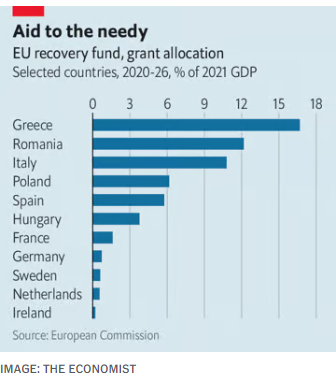 Aid to the needy
EU recovery fund, grant allocation
Selected countries, 2020-26, % of 2021 GDP
0 3 6 9 12 15 18
Greece
Romania
Italy
Poland
Spain
Hungary
France
Germany
Sweden
Netherlands
Ireland
Source: European Commission
IMAGE: THE ECONOMIST